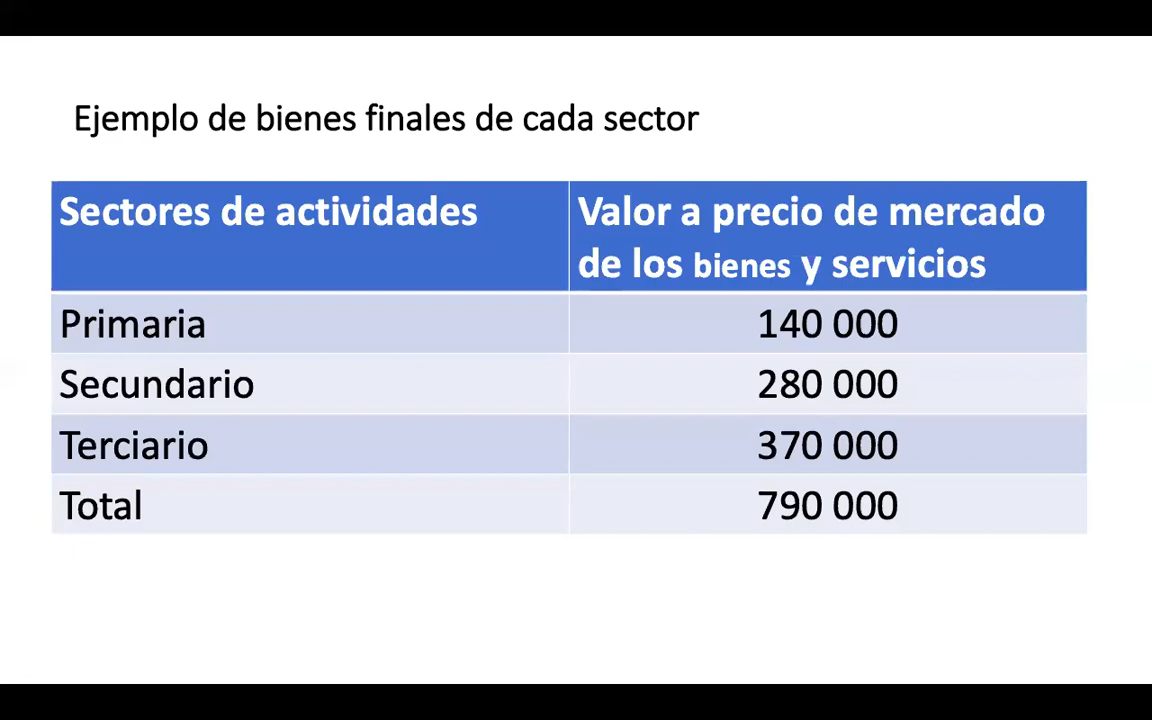 Ejemplo de bienes finales de cada sector
Sectores de actividades
Valor a precio de mercado
de los bienes y servicios
Primaria 140 000
Secundario 280 000
Terciario 370 000
Total 790 000